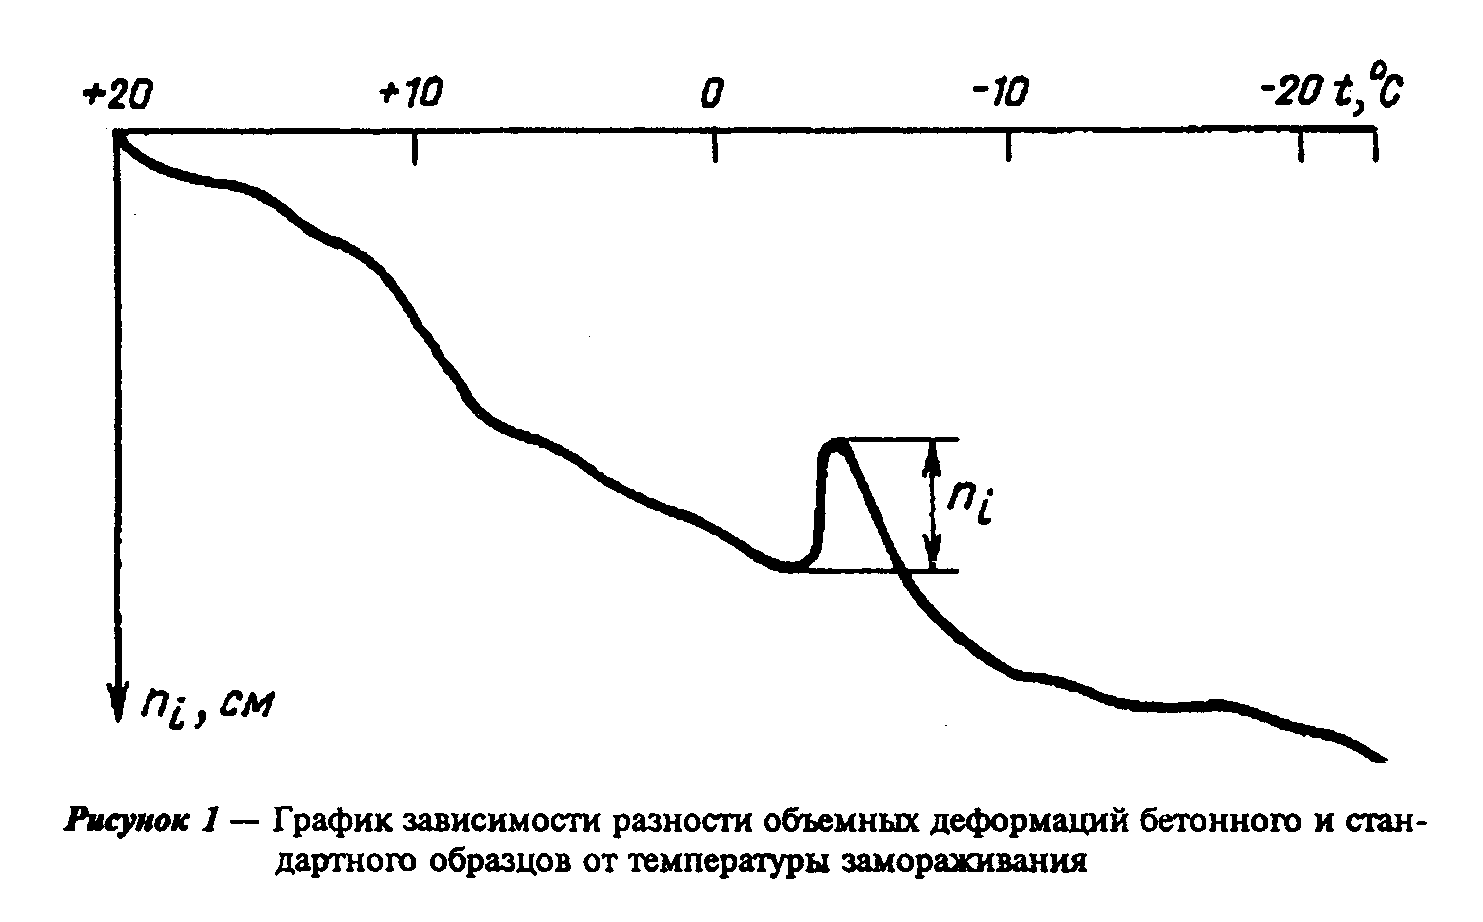 +20 +10 0 -10 -20 t,°C
n_i
n_i, см
Рисунок 1 — График зависимости разности объемных деформаций бетонного и стан-
дартного образцов от температуры замораживания